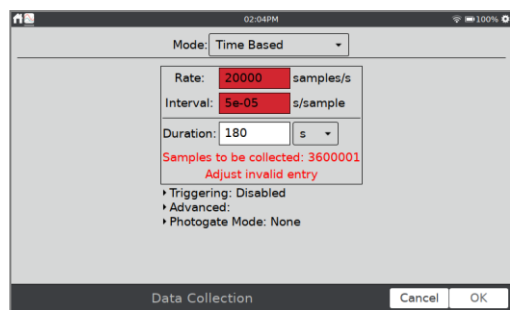 02:04PM 100%
Mode: Time Based
Rate: 20000 samples/s
Interval: 5e-05 s/sample
Duration: 180 s
Samples to be collected: 3600001
Adjust invalid entry
Triggering: Disabled
Advanced:
Photogate Mode: None
Data Collection Cancel OK